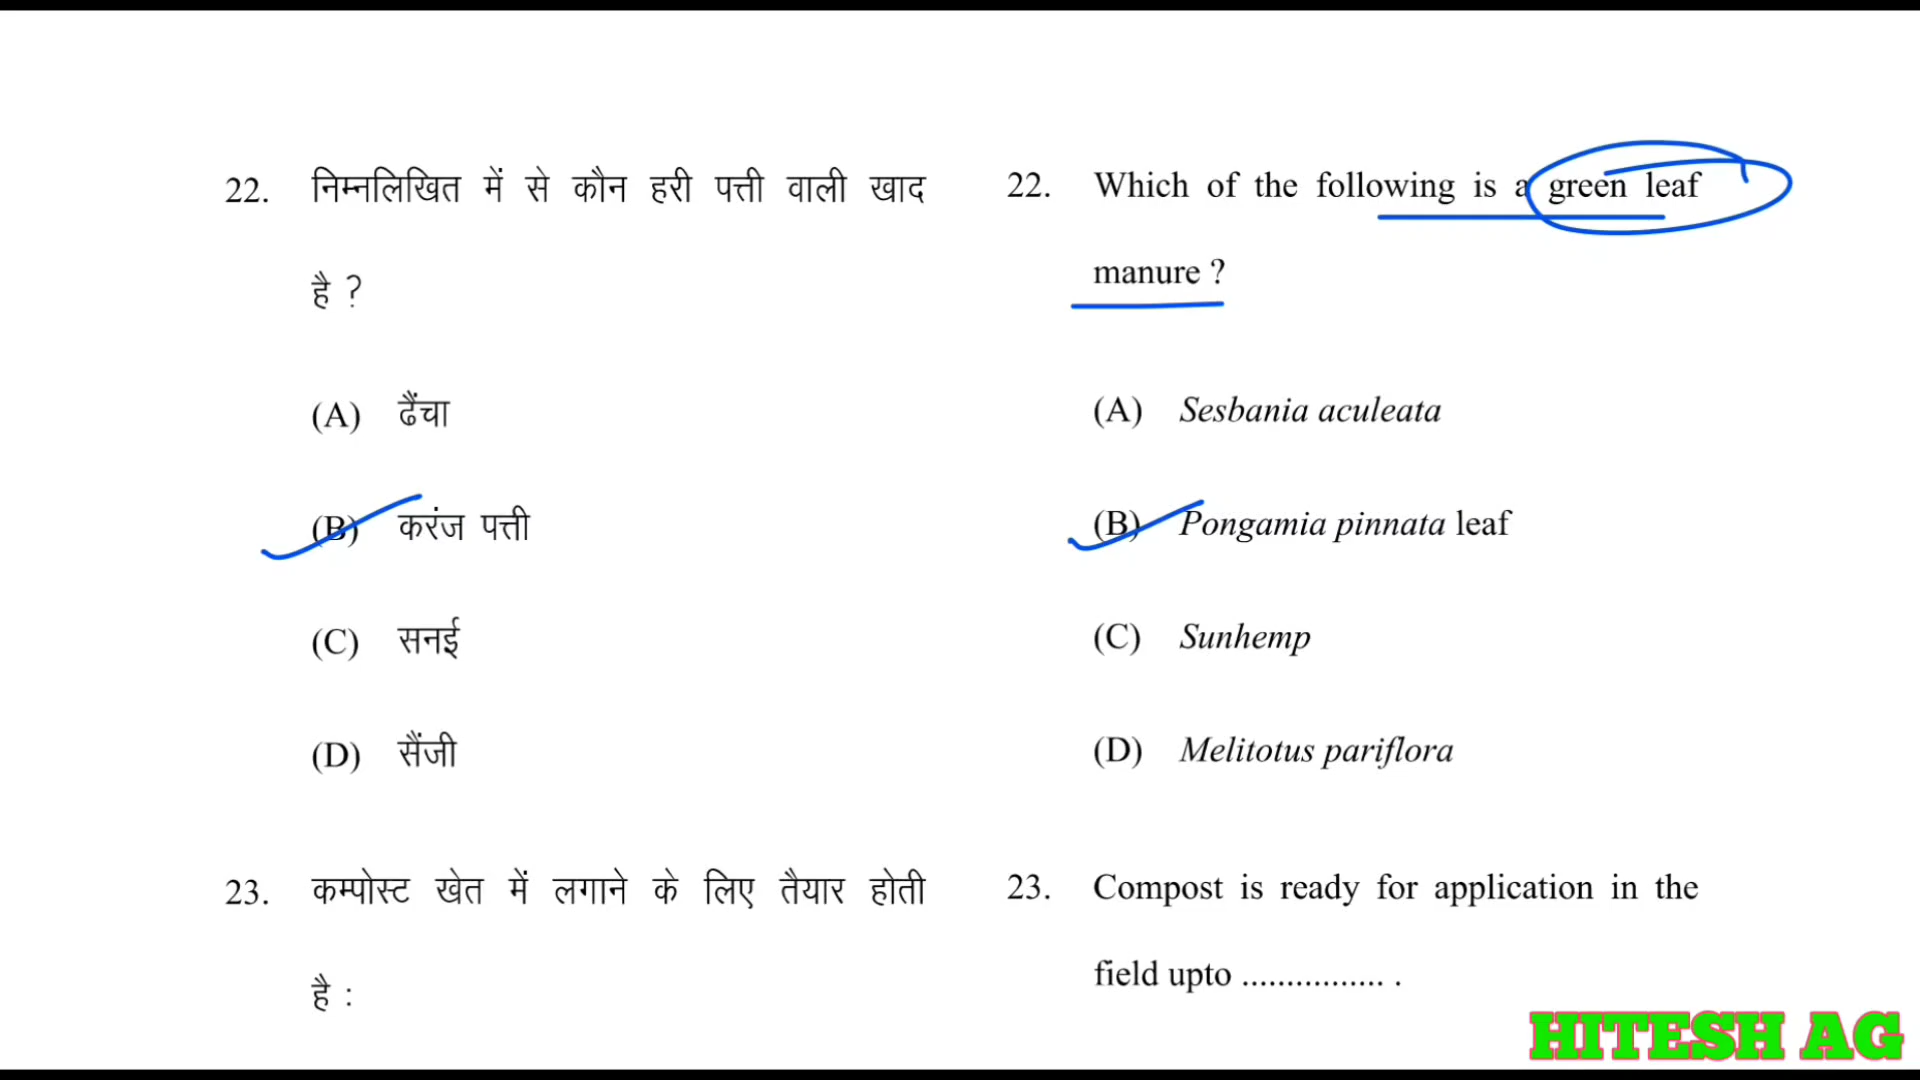 22. निम्नलिखित में से कौन हरी पत्ती वाली खाद
है ?
(A) ढैंचा
(B) करंज पत्ती
(C) सनई
(D) सैंजी
23. कम्पोस्ट खेत में लगाने के लिए तैयार होती
है :
22. Which of the following is a green leaf
manure ?
(A) Sesbania aculeata
(B) Pongamia pinnata leaf
(C) Sunhemp
(D) Melitotus pariflora
23. Compost is ready for application in the
field upto ................ .
HITESH AG